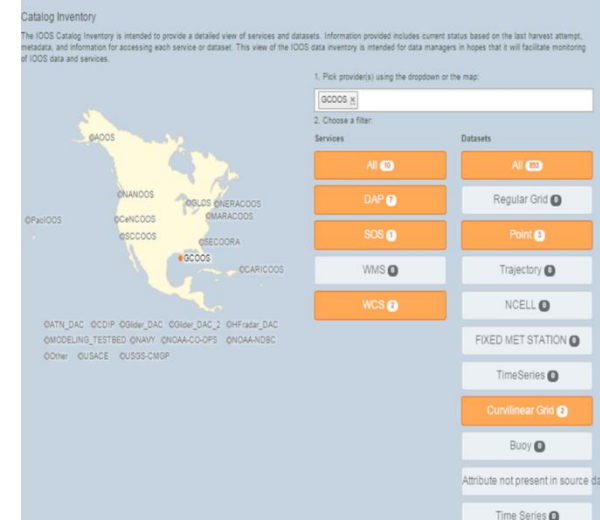 Catalog Inventory
The IOOS Catalog Inventory is intended to provide a detailed view of services and datasets. Information provided includes current status based on the last harvest attempt,
metadata, and information for accessing each service or dataset. This view of the IOOS data inventory is intended for data managers in hopes that it will facilitate monitoring
of IOOS data and services.
1. Pick provider(s) using the dropdown or the map:
GCOOS x
2. Choose a filter:
Services Datasets
All 10 All
DAP 7 Regular Grid 0
SOS 1 Point 3
WMS 0 Trajectory 0
WCS 2 NCELL 0
FIXED MET STATION 0
TimeSeries 0
Curvilinear Grid 2
Buoy 0
Attribute not present in source da
Time Series 0
AOOS
NANOOS
GLOS NERACOOS
PacIOOS CeNCOOS MARACOOS
SCCOOS SECOORA
GCOOS
CARICOOS
ATN_DAC CDIP Glider_DAC Glider_DAC_2 HFradar_DAC
MODELING_TESTBED NAVY NOAA-CO-OPS NOAA-NDBC
Other USACE USGS-CMGP